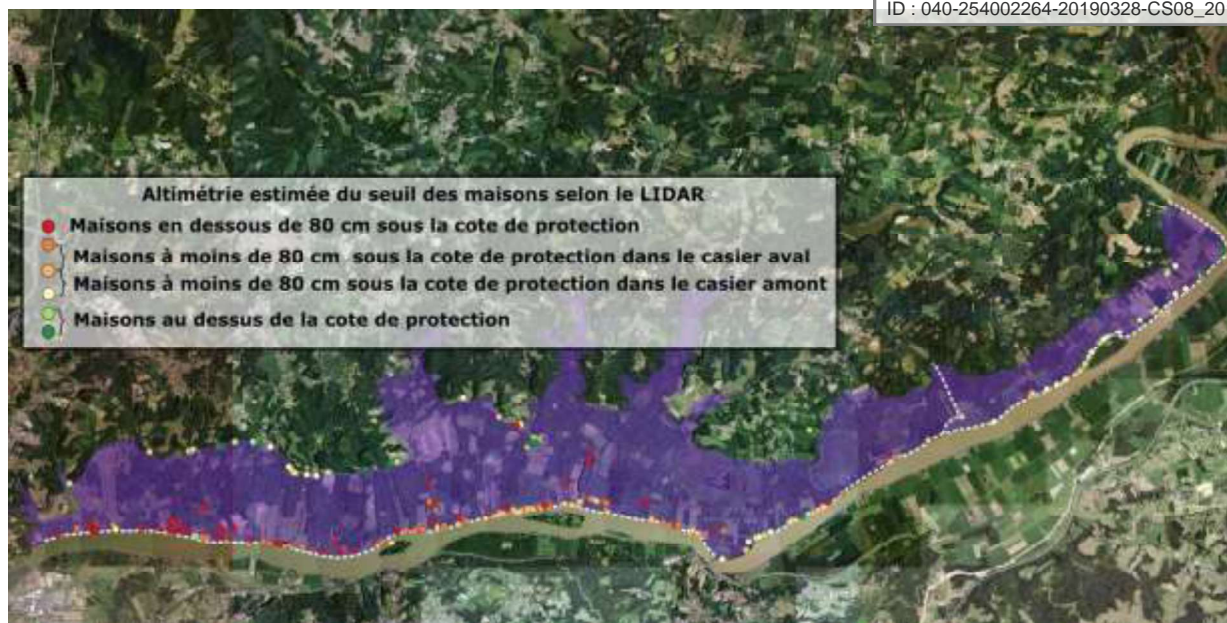 ID : 040-254002264-20190328-CS08_20
Altimétrie estimée du seuil des maisons selon le LIDAR
Maisons en dessous de 80 cm sous la cote de protection
Maisons à moins de 80 cm sous la cote de protection dans le casier aval
Maisons à moins de 80 cm sous la cote de protection dans le casier amont
Maisons au dessus de la cote de protection